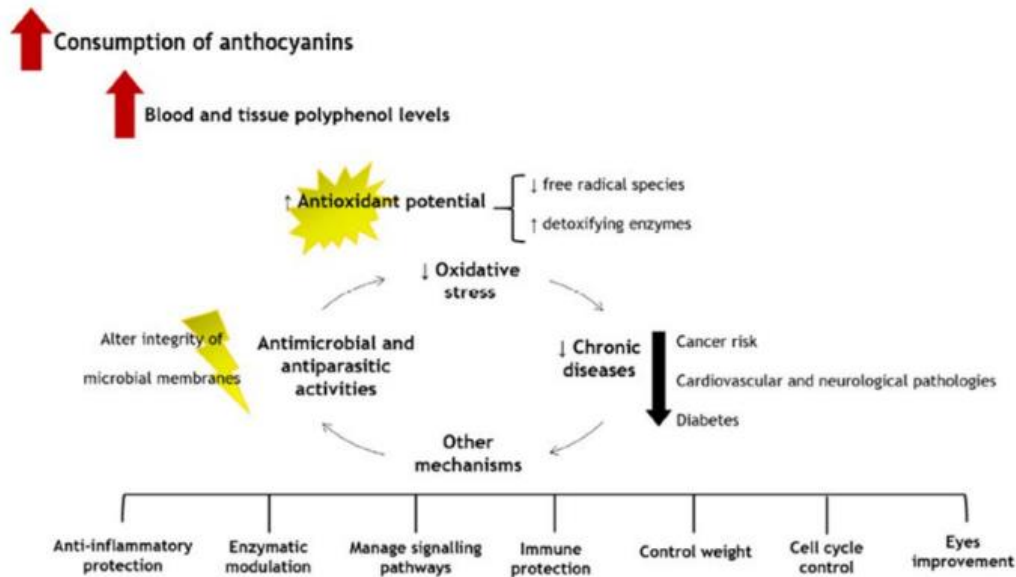 Consumption of anthocyanins
Blood and tissue polyphenol levels
↑ Antioxidant potential
↓ free radical species
↑ detoxifying enzymes
↓ Oxidative
stress
Alter integrity of
microbial membranes
Antimicrobial and
antiparasitic
activities
↓ Chronic
diseases
Cancer risk
Cardiovascular and neurological pathologies
Diabetes
Other
mechanisms
Anti-inflammatory
protection
Enzymatic
modulation
Manage signalling
pathways
Immune
protection
Control weight
Cell cycle
control
Eyes
improvement